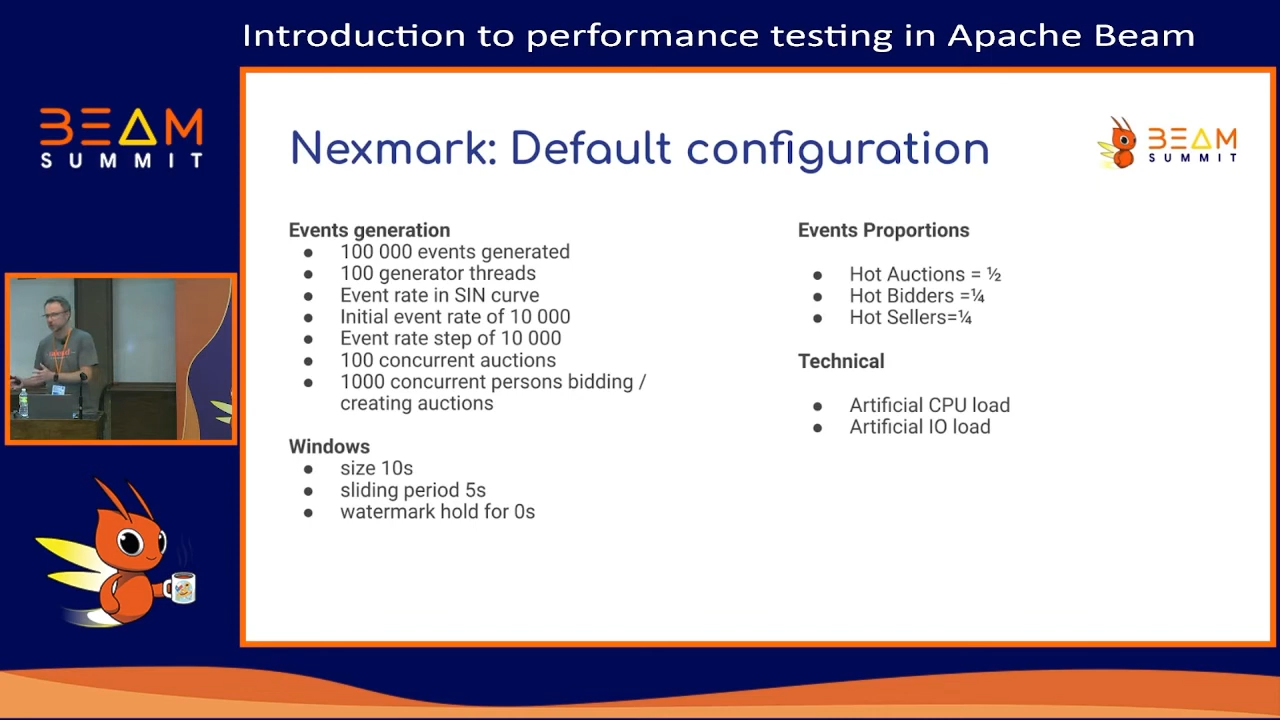 Introduction to performance testing in Apache Beam
BEAM
SUMMIT
Nexmark: Default configuration
BEAM
SUMMIT
Events generation
● 100 000 events generated
● 100 generator threads
● Event rate in SIN curve
● Initial event rate of 10 000
● Event rate step of 10 000
● 100 concurrent auctions
● 1000 concurrent persons bidding /
creating auctions
Windows
● size 10s
● sliding period 5s
● watermark hold for 0s
Events Proportions
● Hot Auctions = ½
● Hot Bidders =¼
● Hot Sellers=¼
Technical
● Artificial CPU load
● Artificial IO load